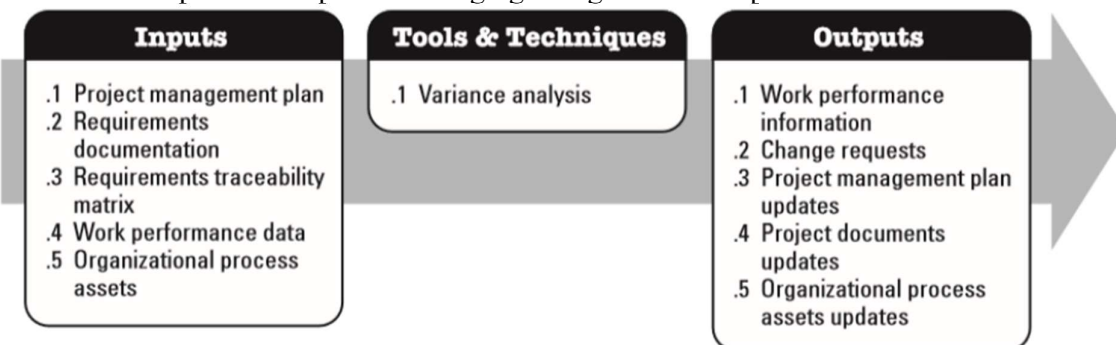 Inputs
.1 Project management plan
.2 Requirements
documentation
.3 Requirements traceability
matrix
.4 Work performance data
.5 Organizational process
assets
Tools & Techniques
.1 Variance analysis
Outputs
.1 Work performance
information
.2 Change requests
.3 Project management plan
updates
.4 Project documents
updates
.5 Organizational process
assets updates